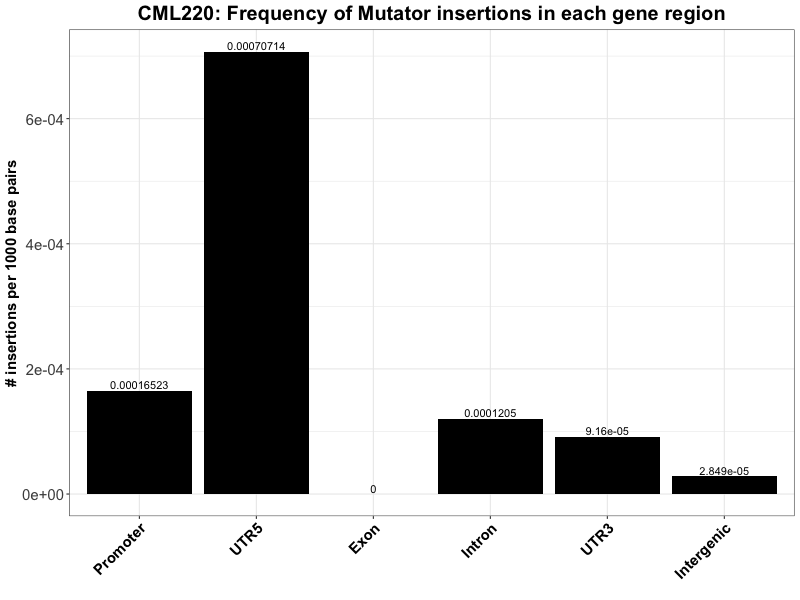 CML220: Frequency of Mutator insertions in each gene region
# insertions per 1000 base pairs
6e-04
4e-04
2e-04
0e+00
0.00016523
0.00070714
0
0.0001205
9.16e-05
2.849e-05
Promoter
UTR5
Exon
Intron
UTR3
Intergenic